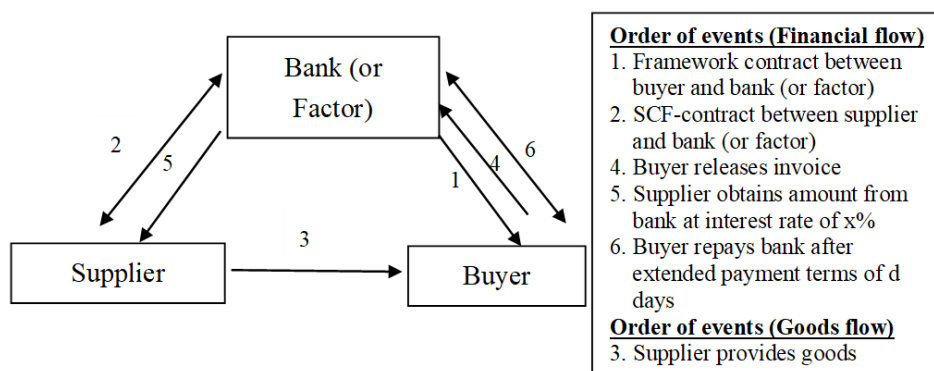 Bank (or
Factor)
2
5
4
6
1
3
Supplier
Buyer
Order of events (Financial flow)
1. Framework contract between
buyer and bank (or factor)
2. SCF-contract between supplier
and bank (or factor)
4. Buyer releases invoice
5. Supplier obtains amount from
bank at interest rate of x%
6. Buyer repays bank after
extended payment terms of d
days
Order of events (Goods flow)
3. Supplier provides goods